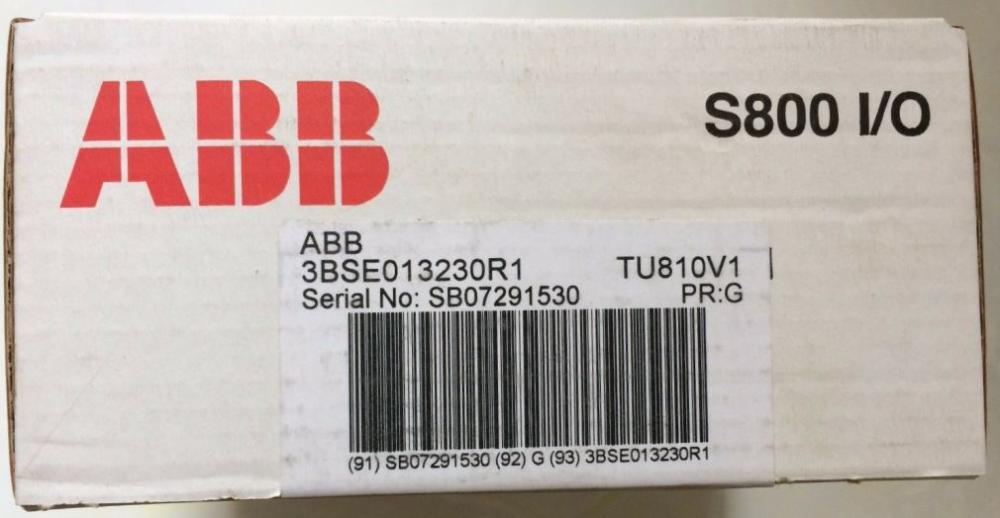 ABB
S800 I/O
ABB
3BSE013230R1 TU810V1
Serial No: SB07291530 PR:G
(91) SB07291530 (92) G (93) 3BSE013230R1